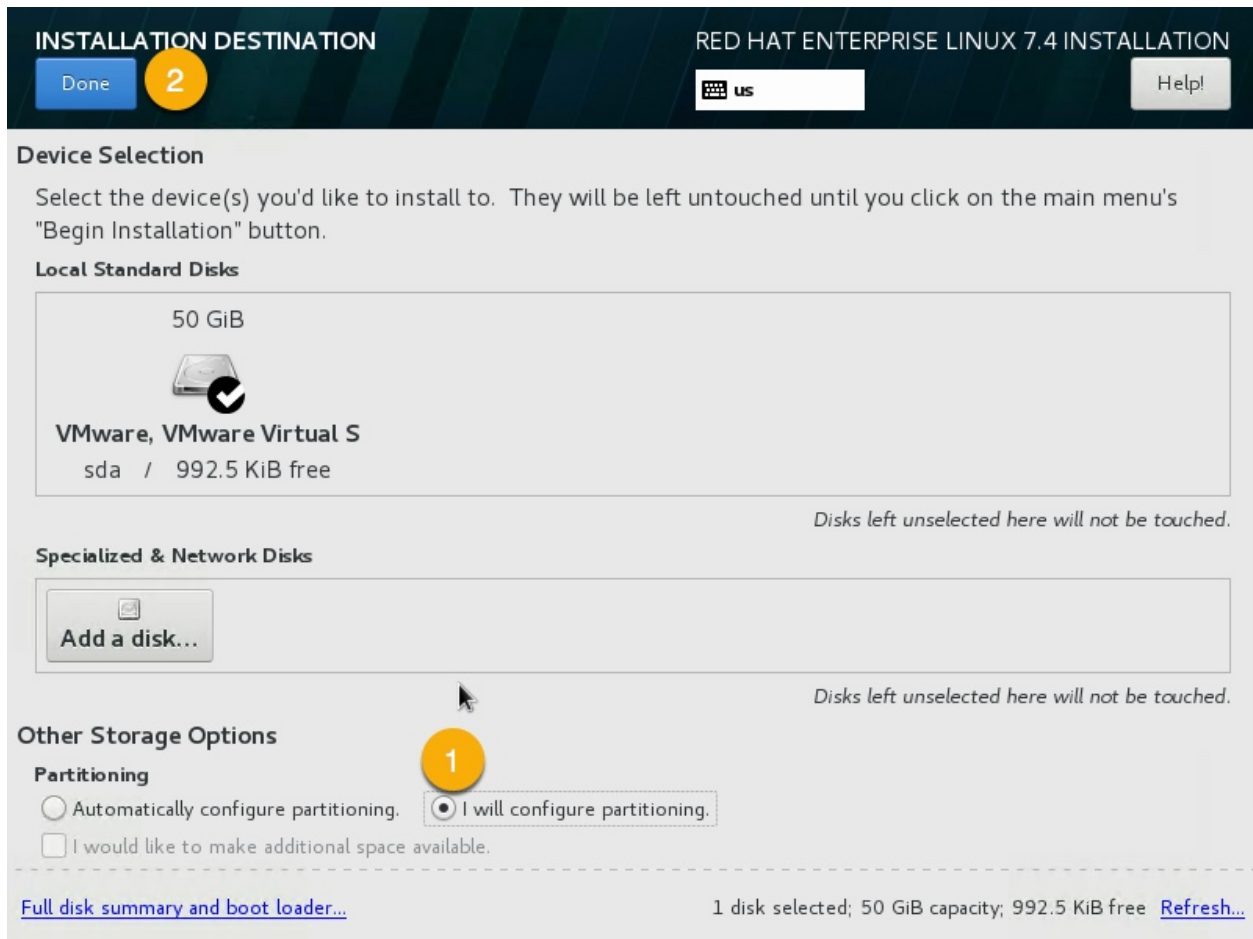 INSTALLATION DESTINATION
RED HAT ENTERPRISE LINUX 7.4 INSTALLATION
Done
2
us
Help!
Device Selection
Select the device(s) you'd like to install to. They will be left untouched until you click on the main menu's
"Begin Installation" button.
Local Standard Disks
50 GiB
VMware, VMware Virtual S
sda / 992.5 KiB free
Disks left unselected here will not be touched.
Specialized & Network Disks
Add a disk...
Disks left unselected here will not be touched.
Other Storage Options
1
Partitioning
Automatically configure partitioning. I will configure partitioning.
I would like to make additional space available.
Full disk summary and boot loader... 1 disk selected; 50 GiB capacity; 992.5 KiB free Refresh...